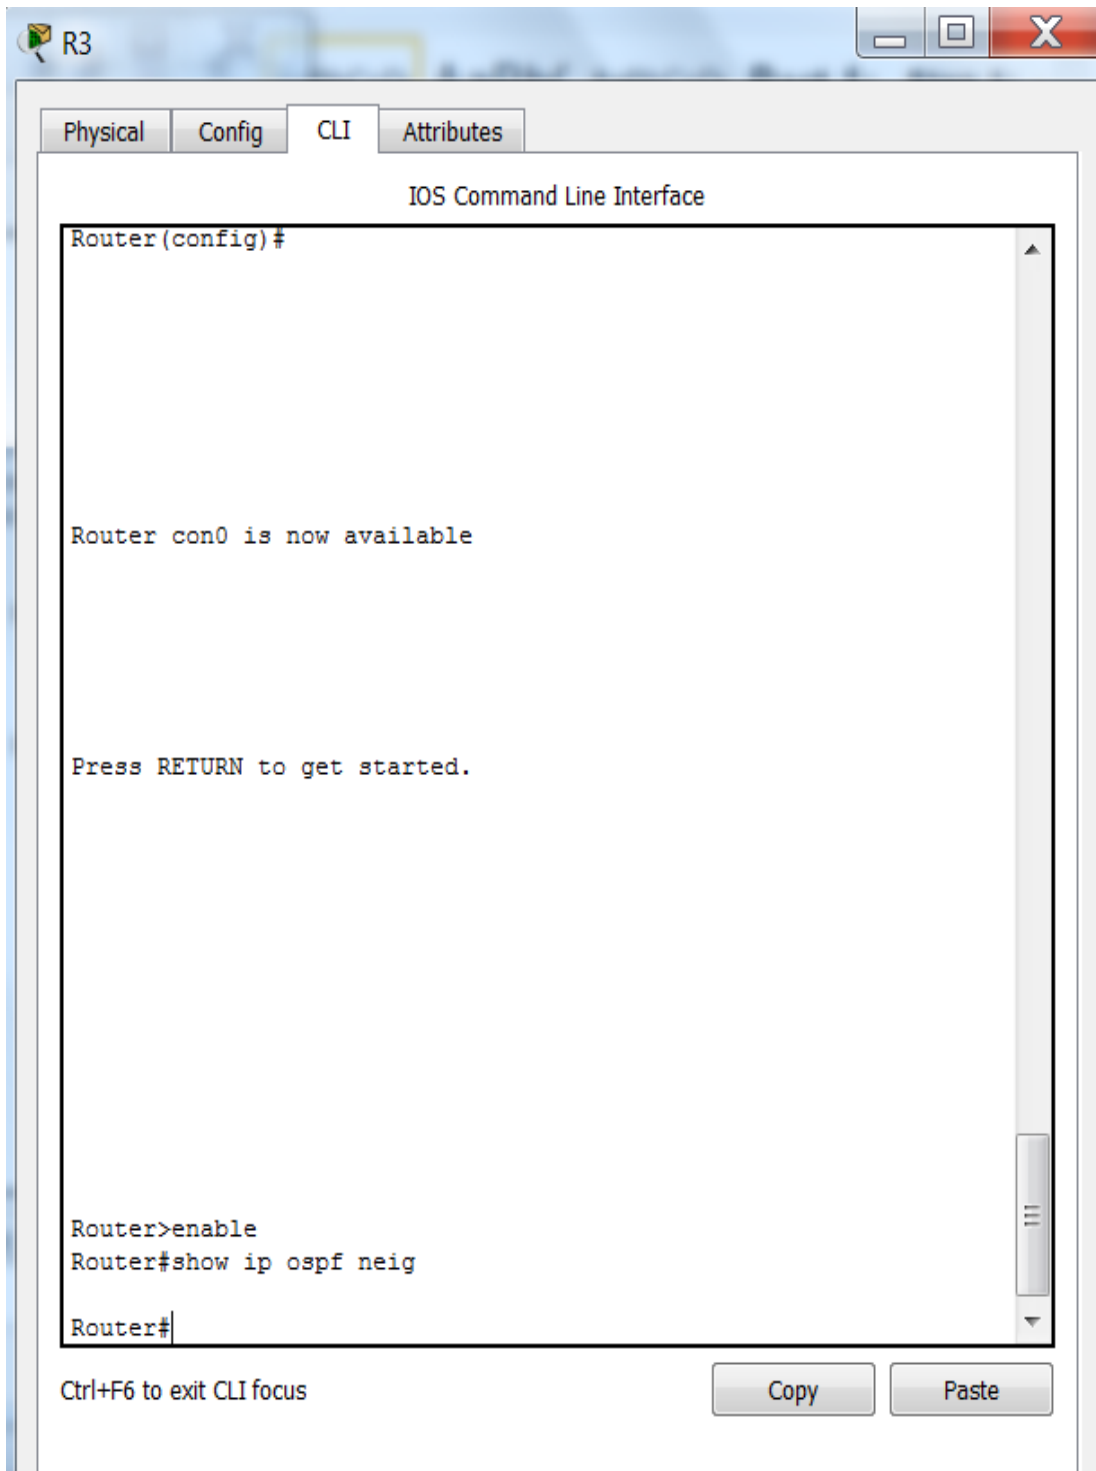 R3
Physical Config CLI Attributes
IOS Command Line Interface
Router(config)#
Router con0 is now available
Press RETURN to get started.
Router>enable
Router#show ip ospf neig
Router#
Ctrl+F6 to exit CLI focus
Copy Paste